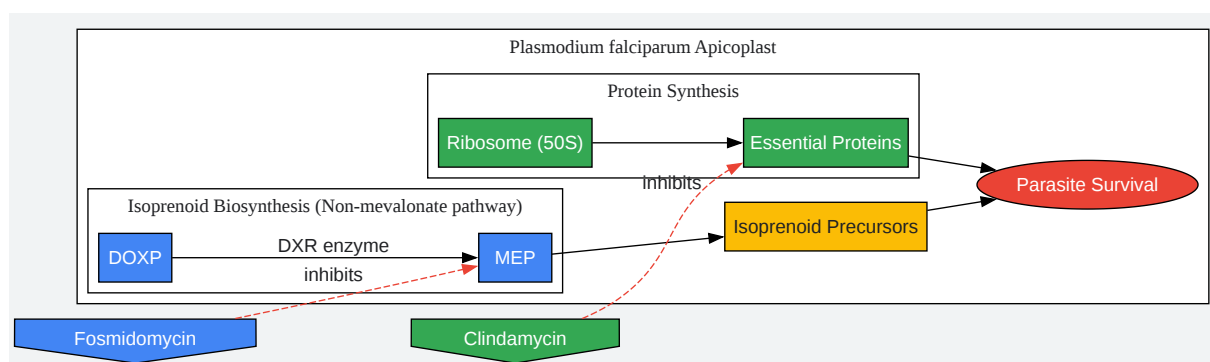 Plasmodium falciparum Apicoplast
Protein Synthesis
Ribosome (50S)
Essential Proteins
inhibits
Parasite Survival
Isoprenoid Biosynthesis (Non-mevalonate pathway)
Isoprenoid Precursors
DOXP
DXR enzyme
inhibits
MEP
Fosmidomycin
Clindamycin